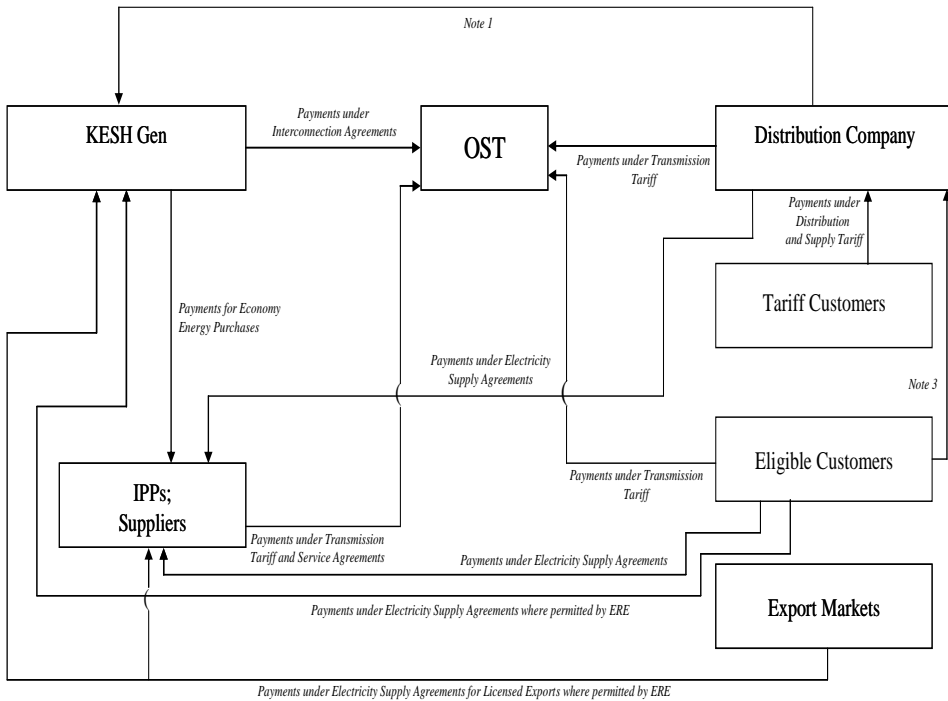 Note 1
Payments under
Interconnection Agreements
KESH Gen
OST
Distribution Company
Payments under Transmission
Tariff
Payments under
Distribution
and Supply Tariff
Tariff Customers
Payments for Economy
Energy Purchases
Payments under Electricity
Supply Agreements
Note 3
Eligible Customers
Payments under Transmission
Tariff
IPPs;
Suppliers
Payments under Transmission
Tariff and Service Agreements
Payments under Electricity Supply Agreements
Export Markets
Payments under Electricity Supply Agreements where permitted by ERE
Payments under Electricity Supply Agreements for Licensed Exports where permitted by ERE